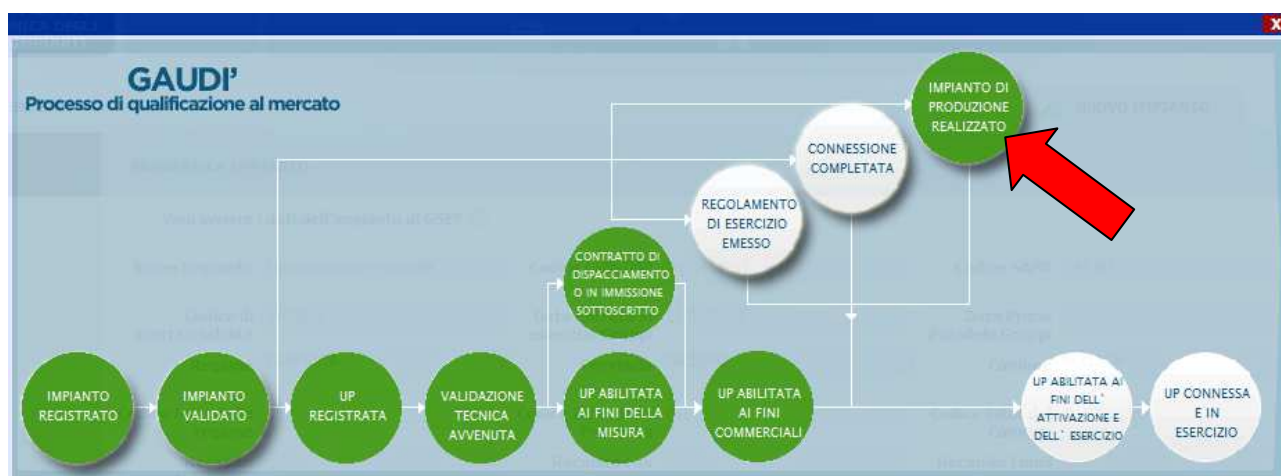 X
GAUDI'
Processo di qualificazione al mercato
IMPIANTO DI
PRODUZIONE
REALIZZATO
CONNESSIONE
COMPLETATA
REGOLAMENTO
DI ESERCIZIO
EMESSO
CONTRATTO DI
DISPACCIAMENTO
O IN IMMISSIONE
SOTTOSCRITTO
IMPIANTO
REGISTRATO
IMPIANTO
VALIDATO
UP
REGISTRATA
VALIDAZIONE
TECNICA
AVVENUTA
UP ABILITATA
AI FINI DELLA
MISURA
UP ABILITATA
AI FINI
COMMERCIALI
UP ABILITATA AI
FINI DELL`
ATTIVAZIONE E
DELL` ESERCIZIO
UP CONNESSA
E IN
ESERCIZIO